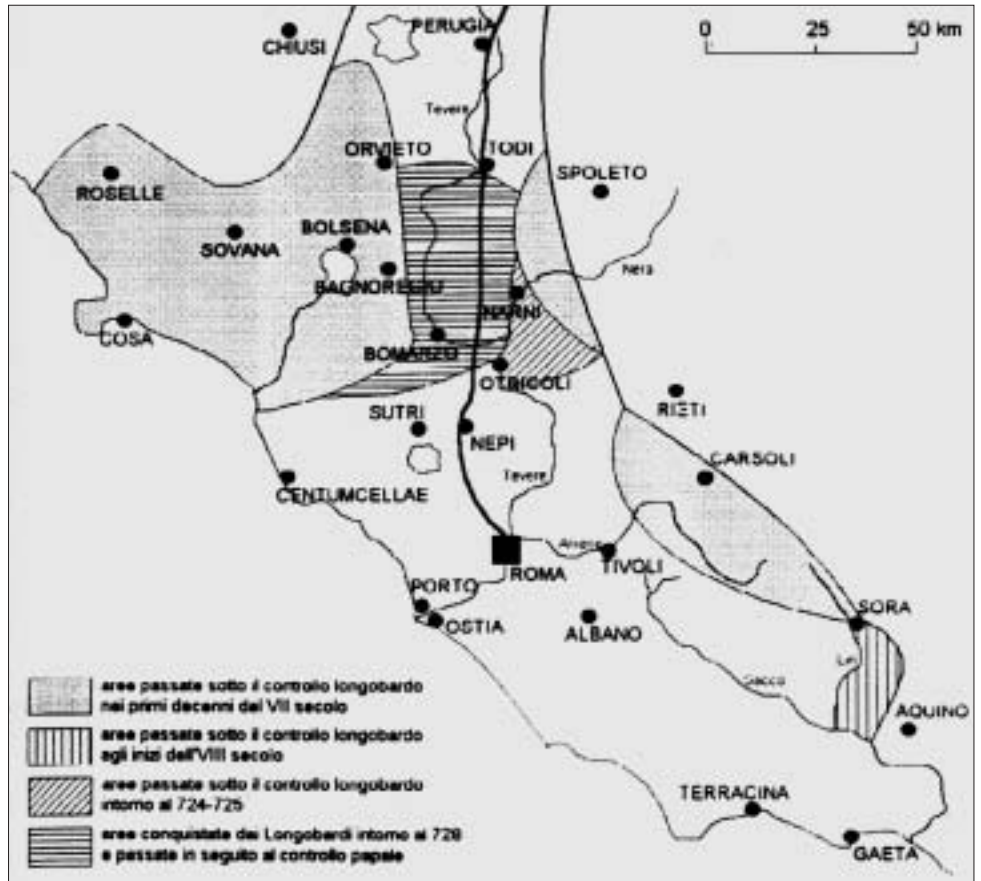 PERUGIA
CHIUSI
0 25 50 km
Tevere
ORVIETO
TODI
SPOLETO
ROSELLE
BOLSENA
SOVANA
BAGNOREGIO
Nera
NARNI
COSA
BOMARZO
OTRICOLI
RIETI
SUTRI
NEPI
CARSOLI
Tevere
CENTUMCELLAE
Aniene
ROMA
TIVOLI
PORTO
OSTIA
ALBANO
SORA
Liri
Sacco
AQUINO
TERRACINA
GAETA
aree passate sotto il controllo longobardo
nei primi decenni del VII secolo
aree passate sotto il controllo longobardo
agli inizi dell'VIII secolo
aree passate sotto il controllo longobardo
intorno al 724-725
aree conquistate dai Longobardi intorno al 728
e passate in seguito al controllo papale